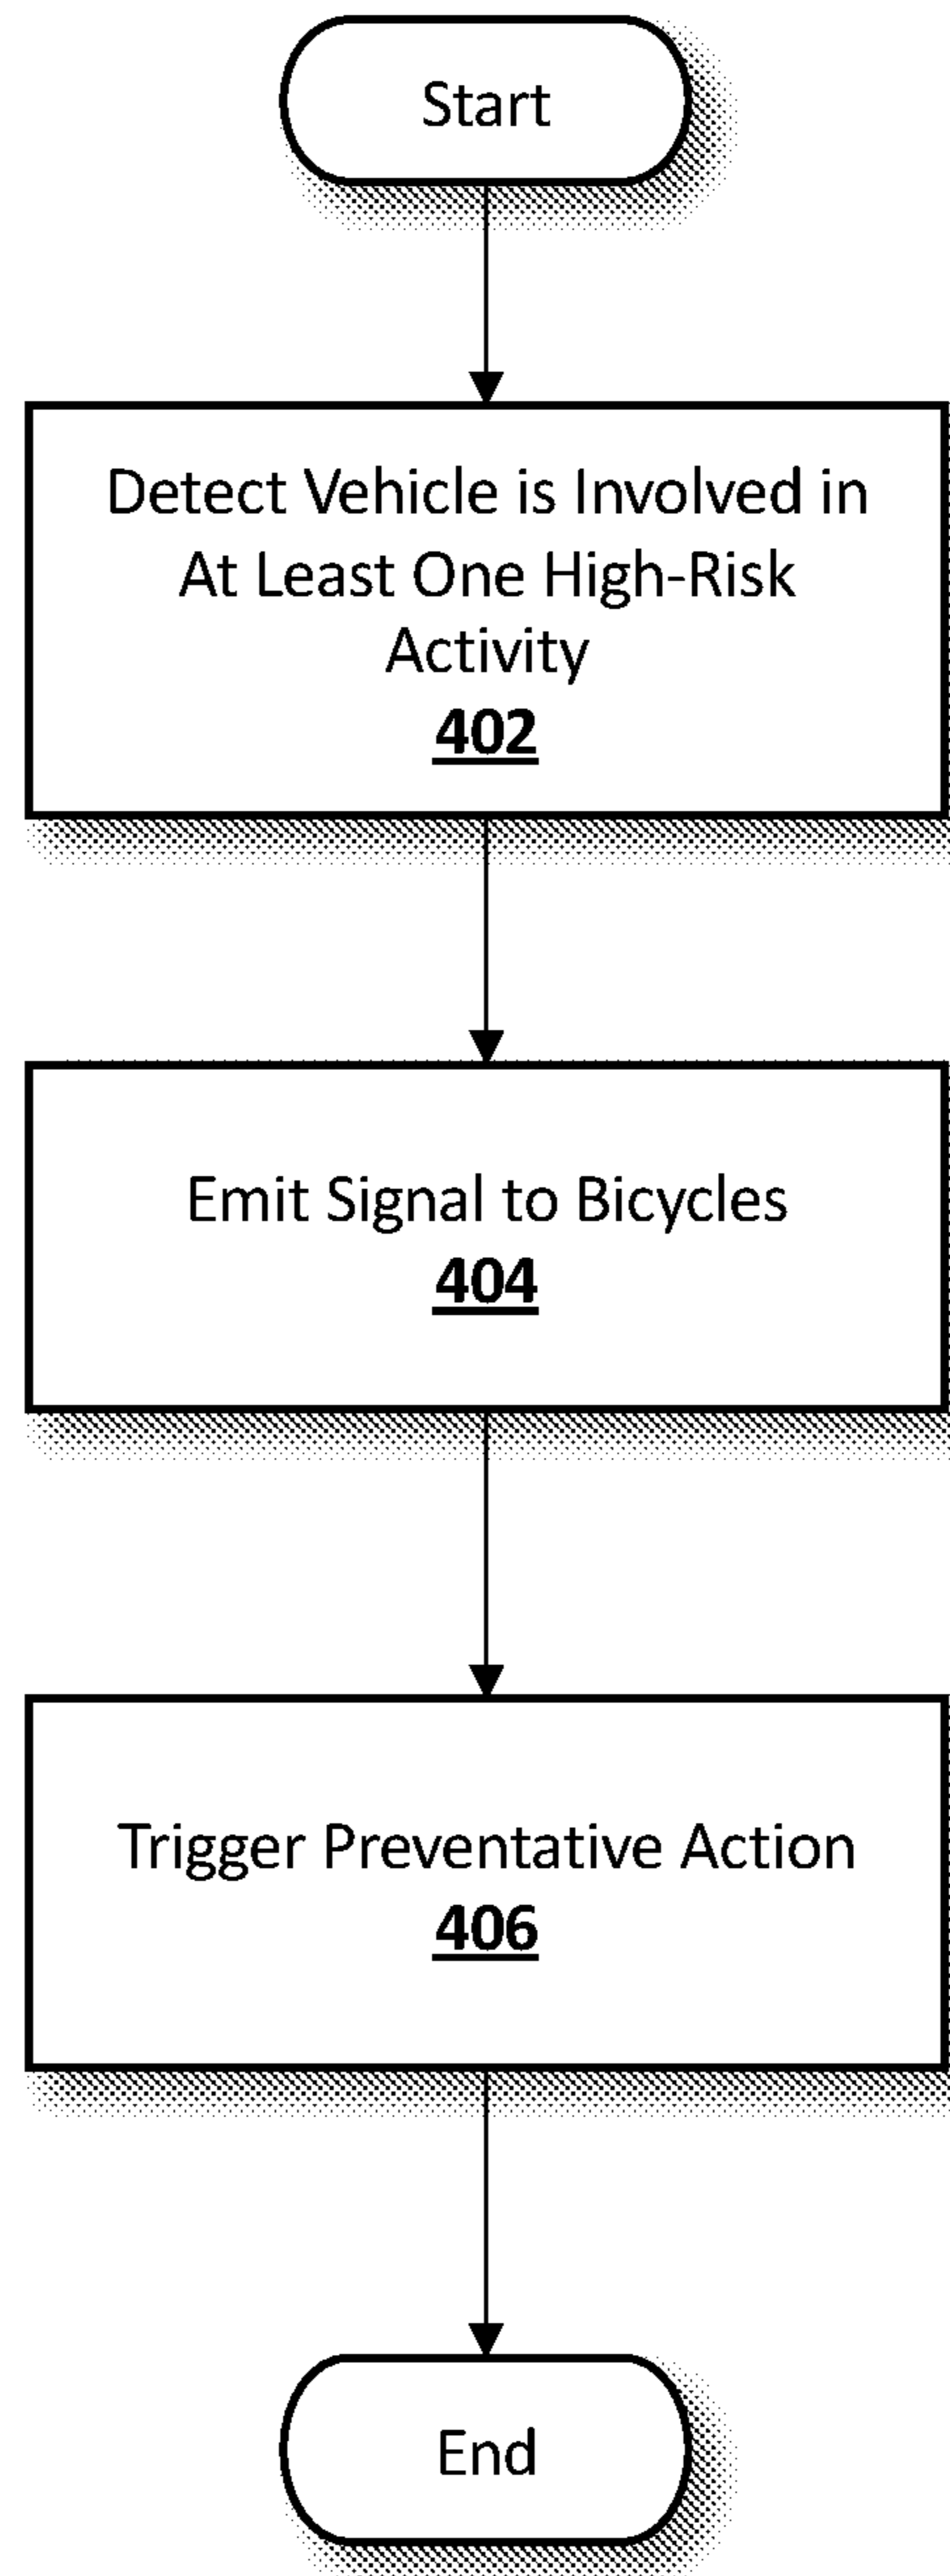 Start
Detect Vehicle is Involved in
At Least One High-Risk
Activity
402
Emit Signal to Bicycles
404
Trigger Preventative Action
406
End